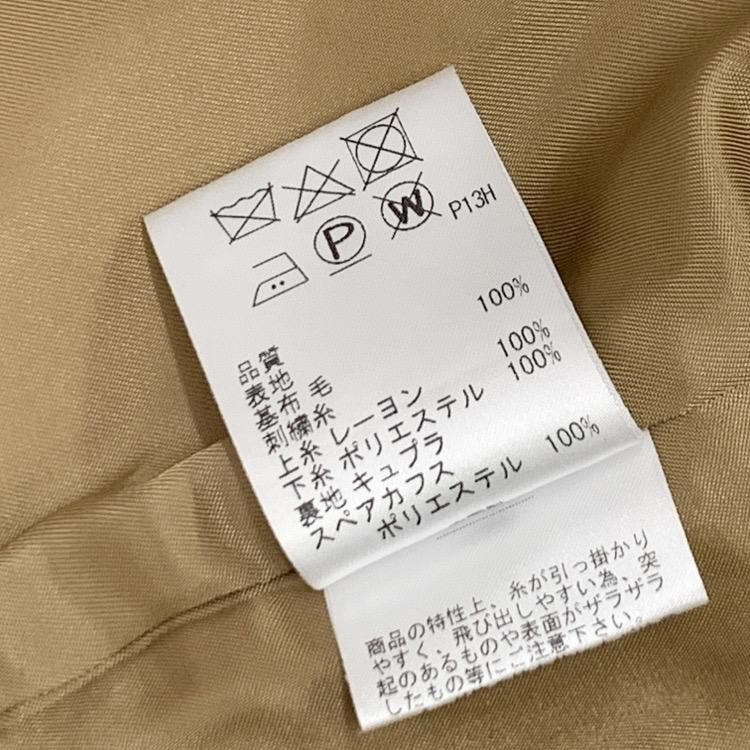 P
W
P13H
品質
表地
基布 毛 100%
刺繍糸
上糸 レーヨン 100%
下糸 ポリエステル 100%
裏地 キュプラ
スペアカフス
ポリエステル 100%
商品の特性上、糸が引っ掛かり
やすく、飛び出しやすい為、突
起のあるものや表面がザラザラ
したもの等にご注意下さい。